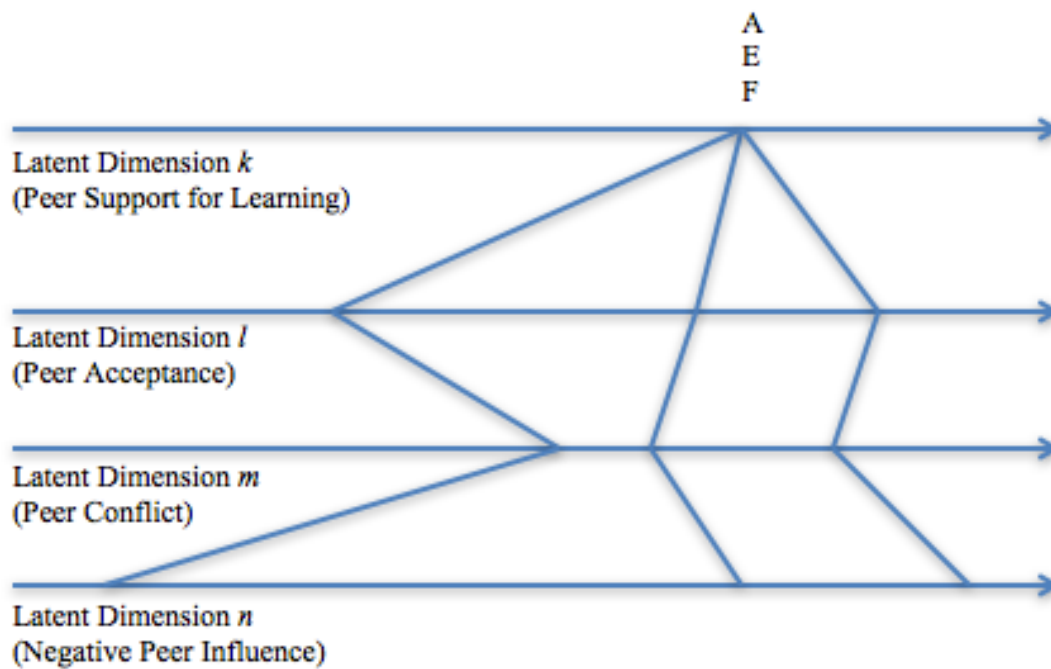 A
E
F
Latent Dimension k
(Peer Support for Learning)
Latent Dimension l
(Peer Acceptance)
Latent Dimension m
(Peer Conflict)
Latent Dimension n
(Negative Peer Influence)